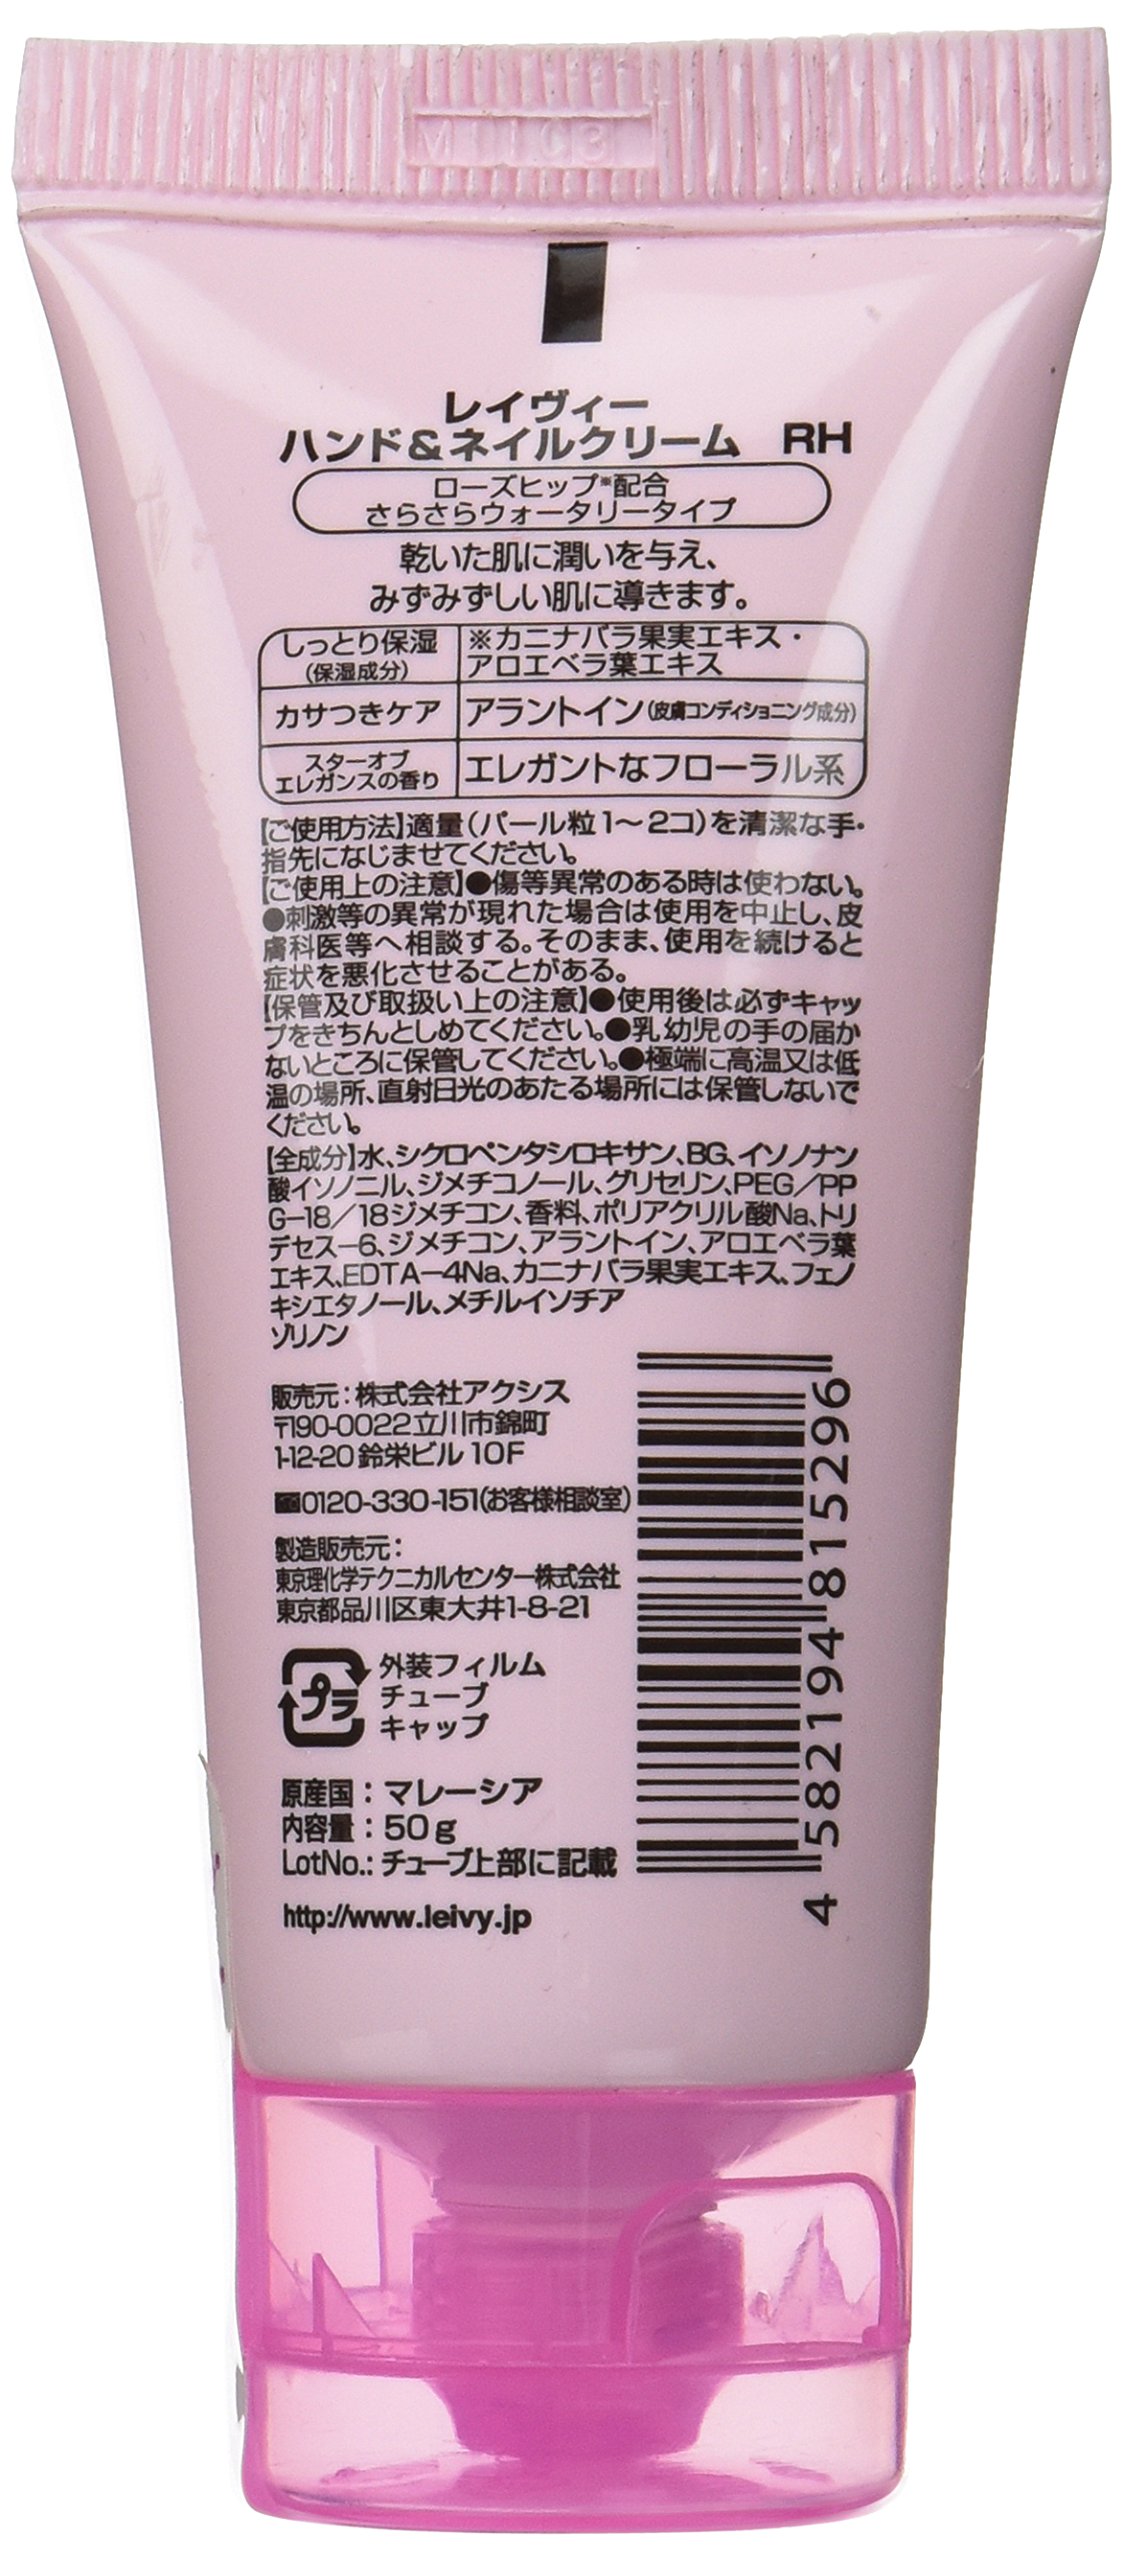 レイヴィー
ハンド&ネイルクリーム RH
ローズヒップ※配合
さらさらウォータリータイプ
乾いた肌に潤いを与え、
みずみずしい肌に導きます。
しっとり保湿
(保湿成分)
※カニナバラ果実エキス・
アロエベラ葉エキス
カサつきケア
アラントイン(皮膚コンディショニング成分)
スターオブ
エレガンスの香り
エレガントなフローラル系
【ご使用方法】適量(パール粒1〜2コ)を清潔な手・
指先になじませてください。
【ご使用上の注意】●傷等異常のある時は使わない。
●刺激等の異常が現れた場合は使用を中止し、皮
膚科医等へ相談する。そのまま、使用を続けると
症状を悪化させることがある。
【保管及び取扱い上の注意】●使用後は必ずキャッ
プをきちんとしめてください。●乳幼児の手の届か
ないところに保管してください。●極端に高温又は低
温の場所、直射日光のあたる場所には保管しないで
ください。
【全成分】水、シクロペンタシロキサン、BG、イソノナン
酸イソノニル、ジメチコノール、グリセリン、PEG/PP
G-18/18ジメチコン、香料、ポリアクリル酸Na、トリ
デセス-6、ジメチコン、アラントイン、アロエベラ葉
エキス、EDTA-4Na、カニナバラ果実エキス、フェノ
キシエタノール、メチルイソチア
ゾリノン
販売元:株式会社アクシス
〒190-0022立川市錦町
1-12-20 鈴栄ビル 10F
0120-330-151(お客様相談室)
製造販売元:
東京理化学テクニカルセンター株式会社
東京都品川区東大井1-8-21
プラ
外装フィルム
チューブ
キャップ
原産国:マレーシア
内容量:50g
LotNo.:チューブ上部に記載
http://www.leivy.jp
4 582194 815296